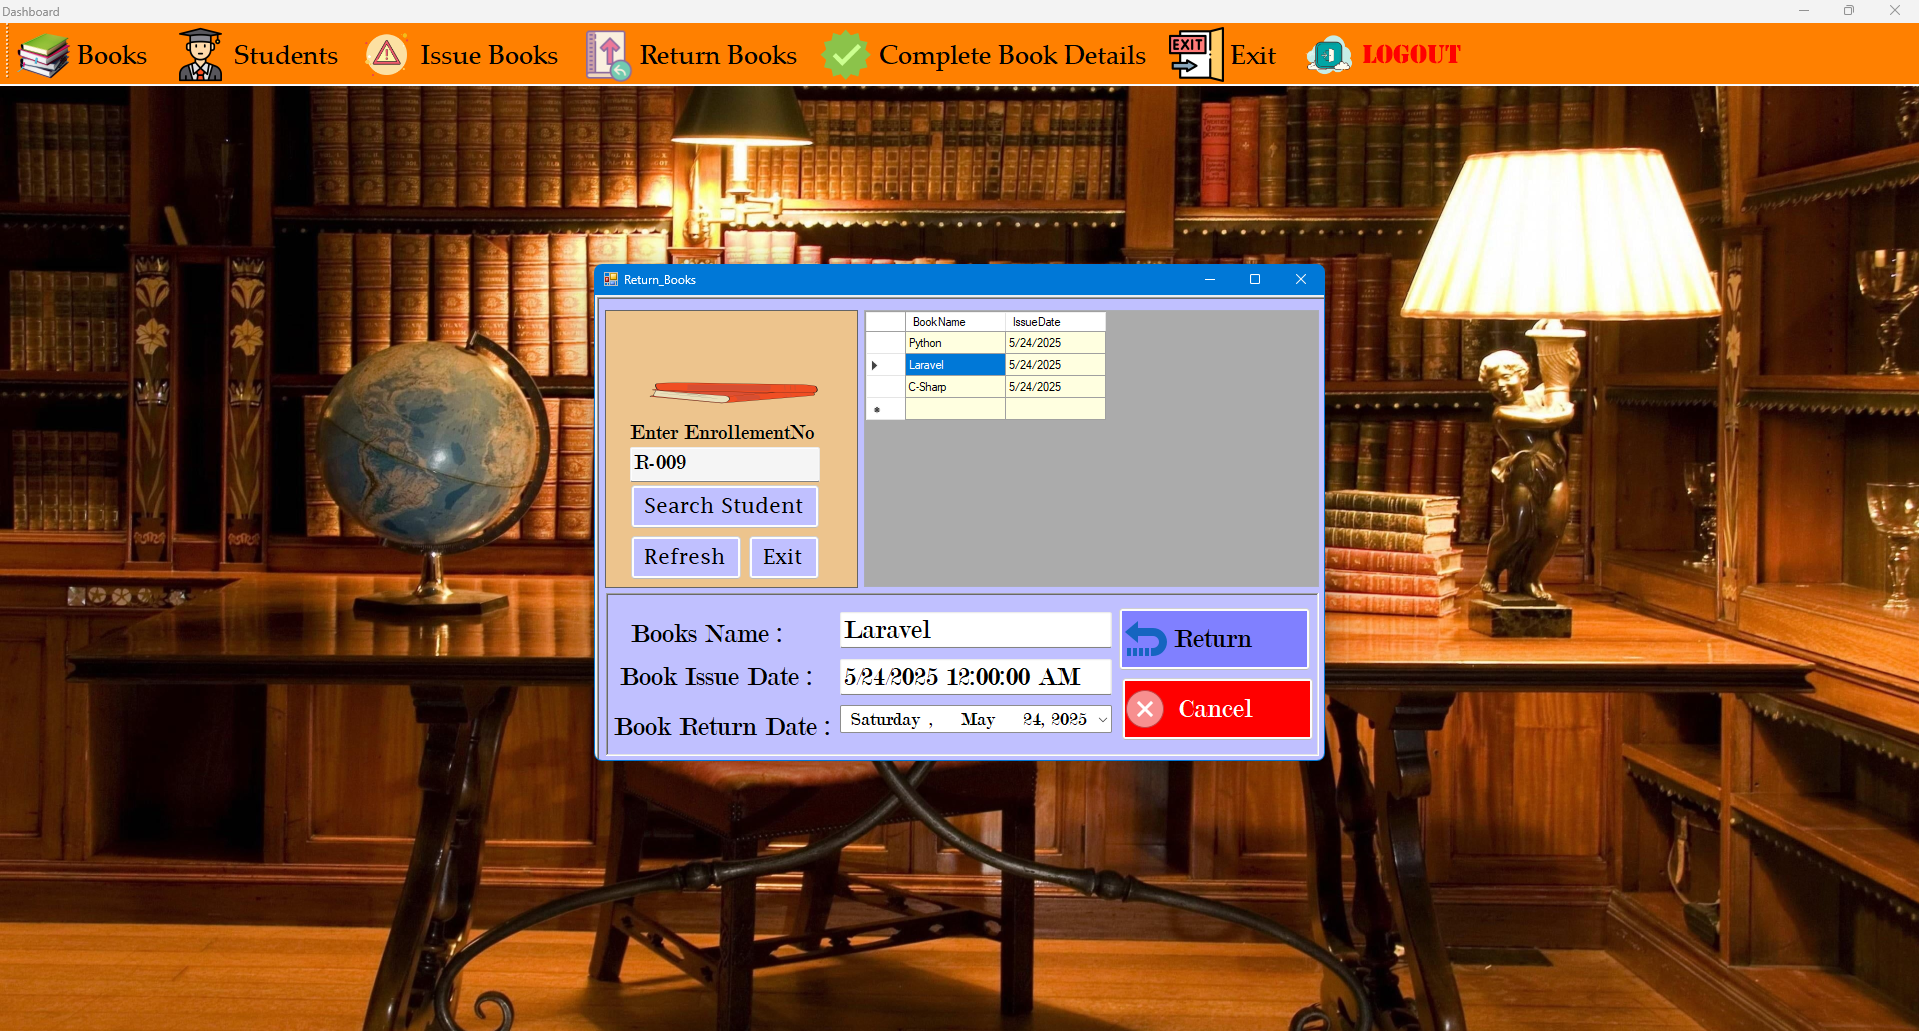 Dashboard
Books Students Issue Books Return Books Complete Book Details EXIT Exit LOGOUT
Return_Books
BookName IssueDate
Python 5/24/2025
Laravel 5/24/2025
C-Sharp 5/24/2025
Enter EnrollementNo
R-009
Search Student
Refresh Exit
Books Name : Laravel
Return
Book Issue Date : 5/24/2025 12:00:00 AM
Cancel
Book Return Date : Saturday , May 24, 2025